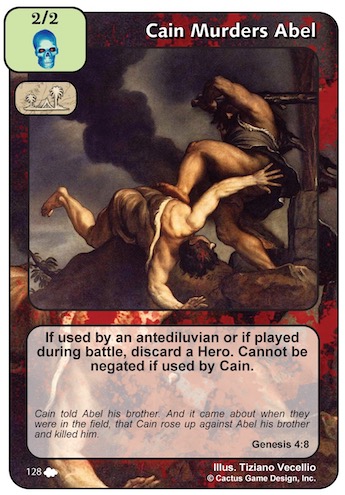 2/2
Cain Murders Abel
If used by an antediluvian or if played
during battle, discard a Hero. Cannot be
negated if used by Cain.
Cain told Abel his brother. And it came about when they
were in the field, that Cain rose up against Abel his brother
and killed him.
Genesis 4:8
Illus. Tiziano Vecellio
128
© Cactus Game Design, Inc.